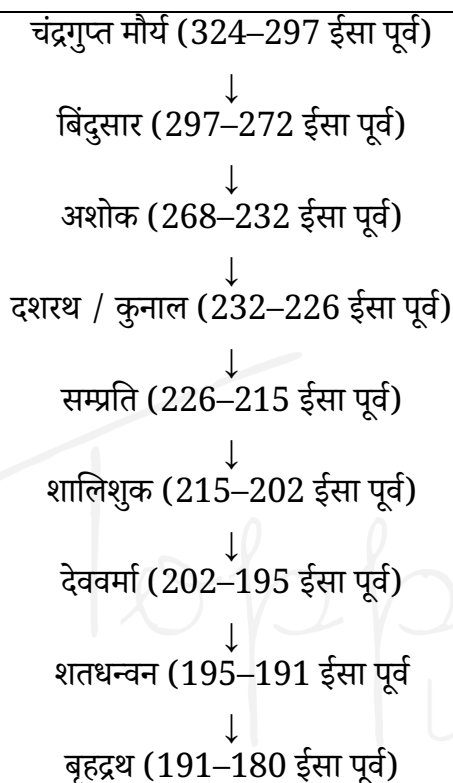 चंद्रगुप्त मौर्य (324–297 ईसा पूर्व)
↓
बिंदुसार (297–272 ईसा पूर्व)
↓
अशोक (268–232 ईसा पूर्व)
↓
दशरथ / कुनाल (232–226 ईसा पूर्व)
↓
सम्प्रति (226–215 ईसा पूर्व)
↓
शालिशुक (215–202 ईसा पूर्व)
↓
देववर्मा (202–195 ईसा पूर्व)
↓
शतधन्वन (195–191 ईसा पूर्व
↓
बृहद्रथ (191–180 ईसा पूर्व)